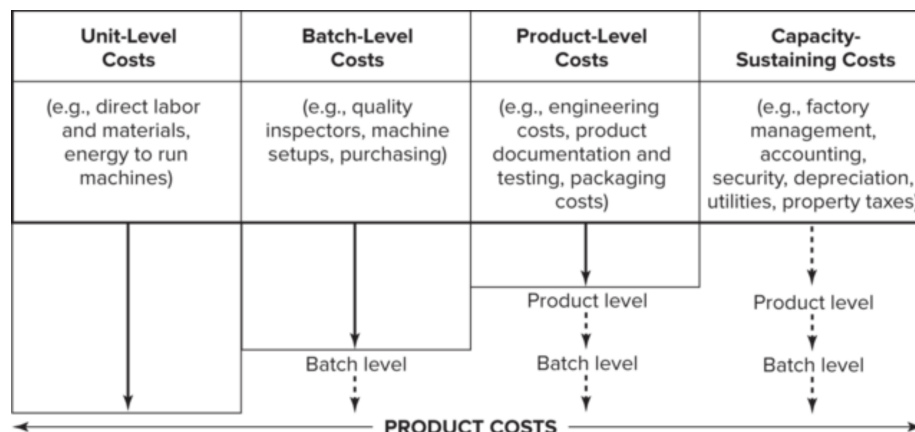 Unit-Level
Costs
Batch-Level
Costs
Product-Level
Costs
Capacity-
Sustaining Costs
(e.g., direct labor
and materials,
energy to run
machines)
(e.g., quality
inspectors, machine
setups, purchasing)
(e.g., engineering
costs, product
documentation and
testing, packaging
costs)
(e.g., factory
management,
accounting,
security, depreciation,
utilities, property taxes)
Product level
Product level
Batch level
Batch level
Batch level
PRODUCT COSTS